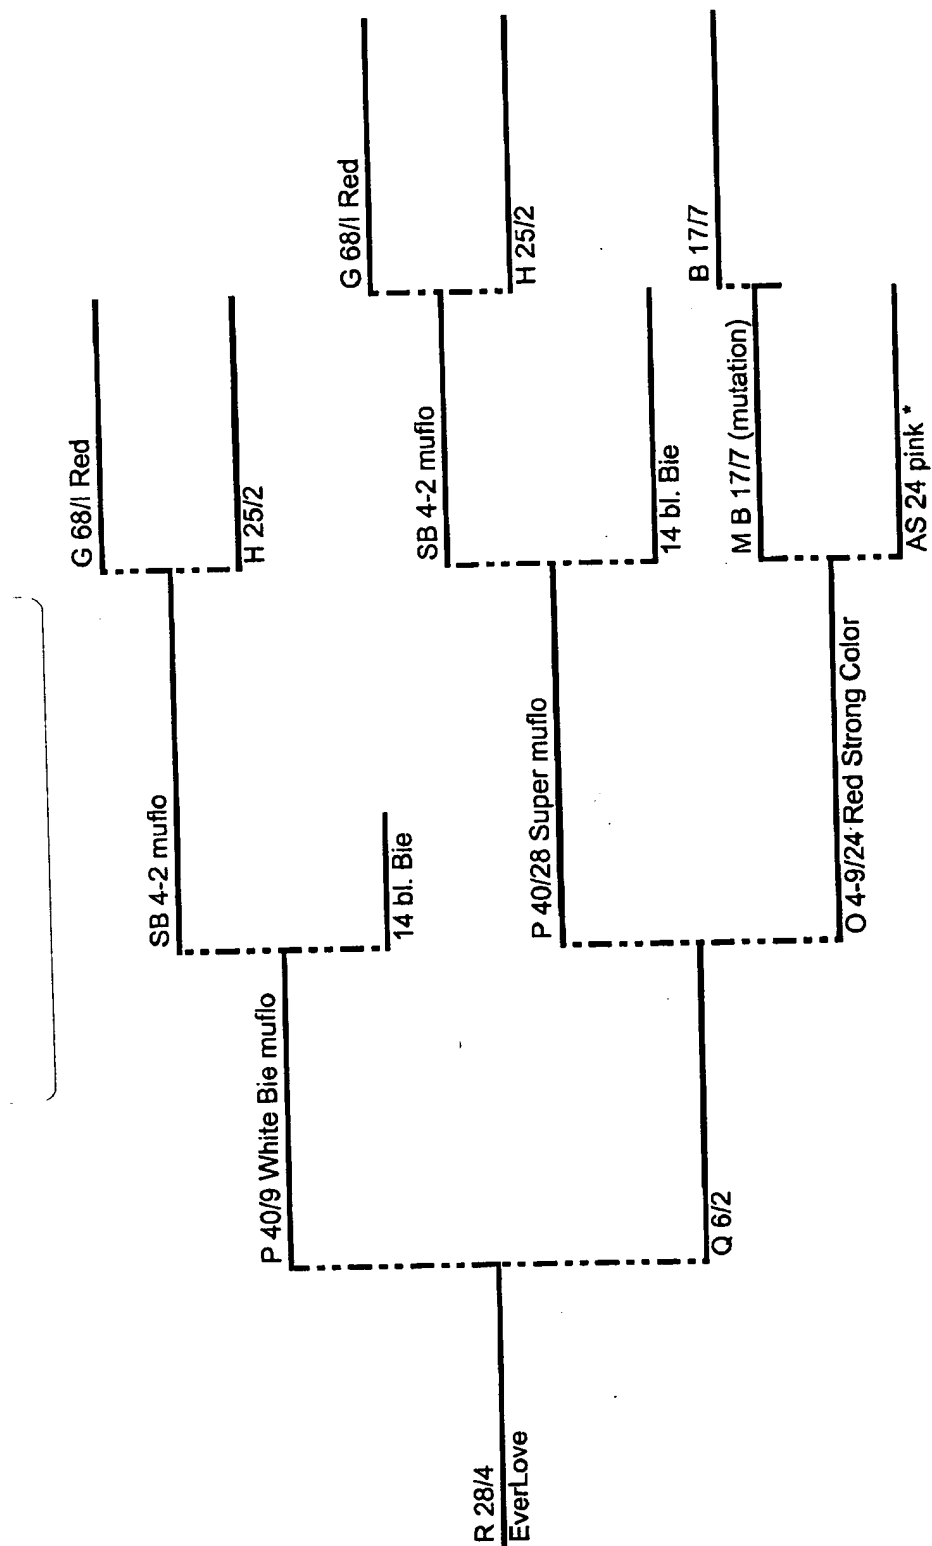 R 28/4
EverLove
P 40/9 White Bie muflo
Q 6/2
SB 4-2 muflo
14 bl. Bie
P 40/28 Super muflo
O 4-9/24 Red Strong Color
G 68/I Red
H 25/2
SB 4-2 muflo
14 bl. Bie
M B 17/7 (mutation)
AS 24 pink *
G 68/I Red
H 25/2
B 17/7